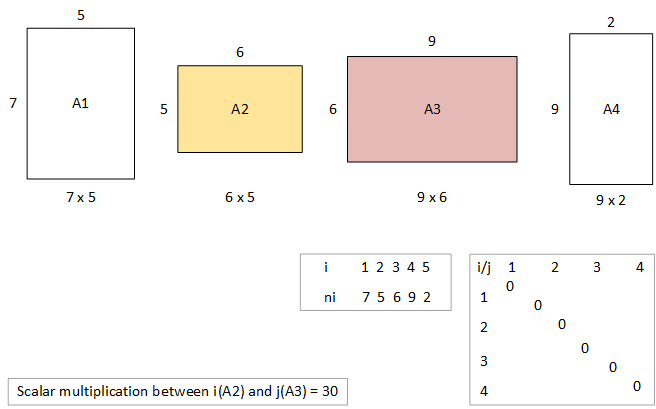 5
6
9
2
7
A1
5
A2
6
A3
9
A4
7 x 5
6 x 5
9 x 6
9 x 2
i 1 2 3 4 5
ni 7 5 6 9 2
i/j 1 2 3 4
0
1
0
2
0
0
3
0
0
4
Scalar multiplication between i(A2) and j(A3) = 30